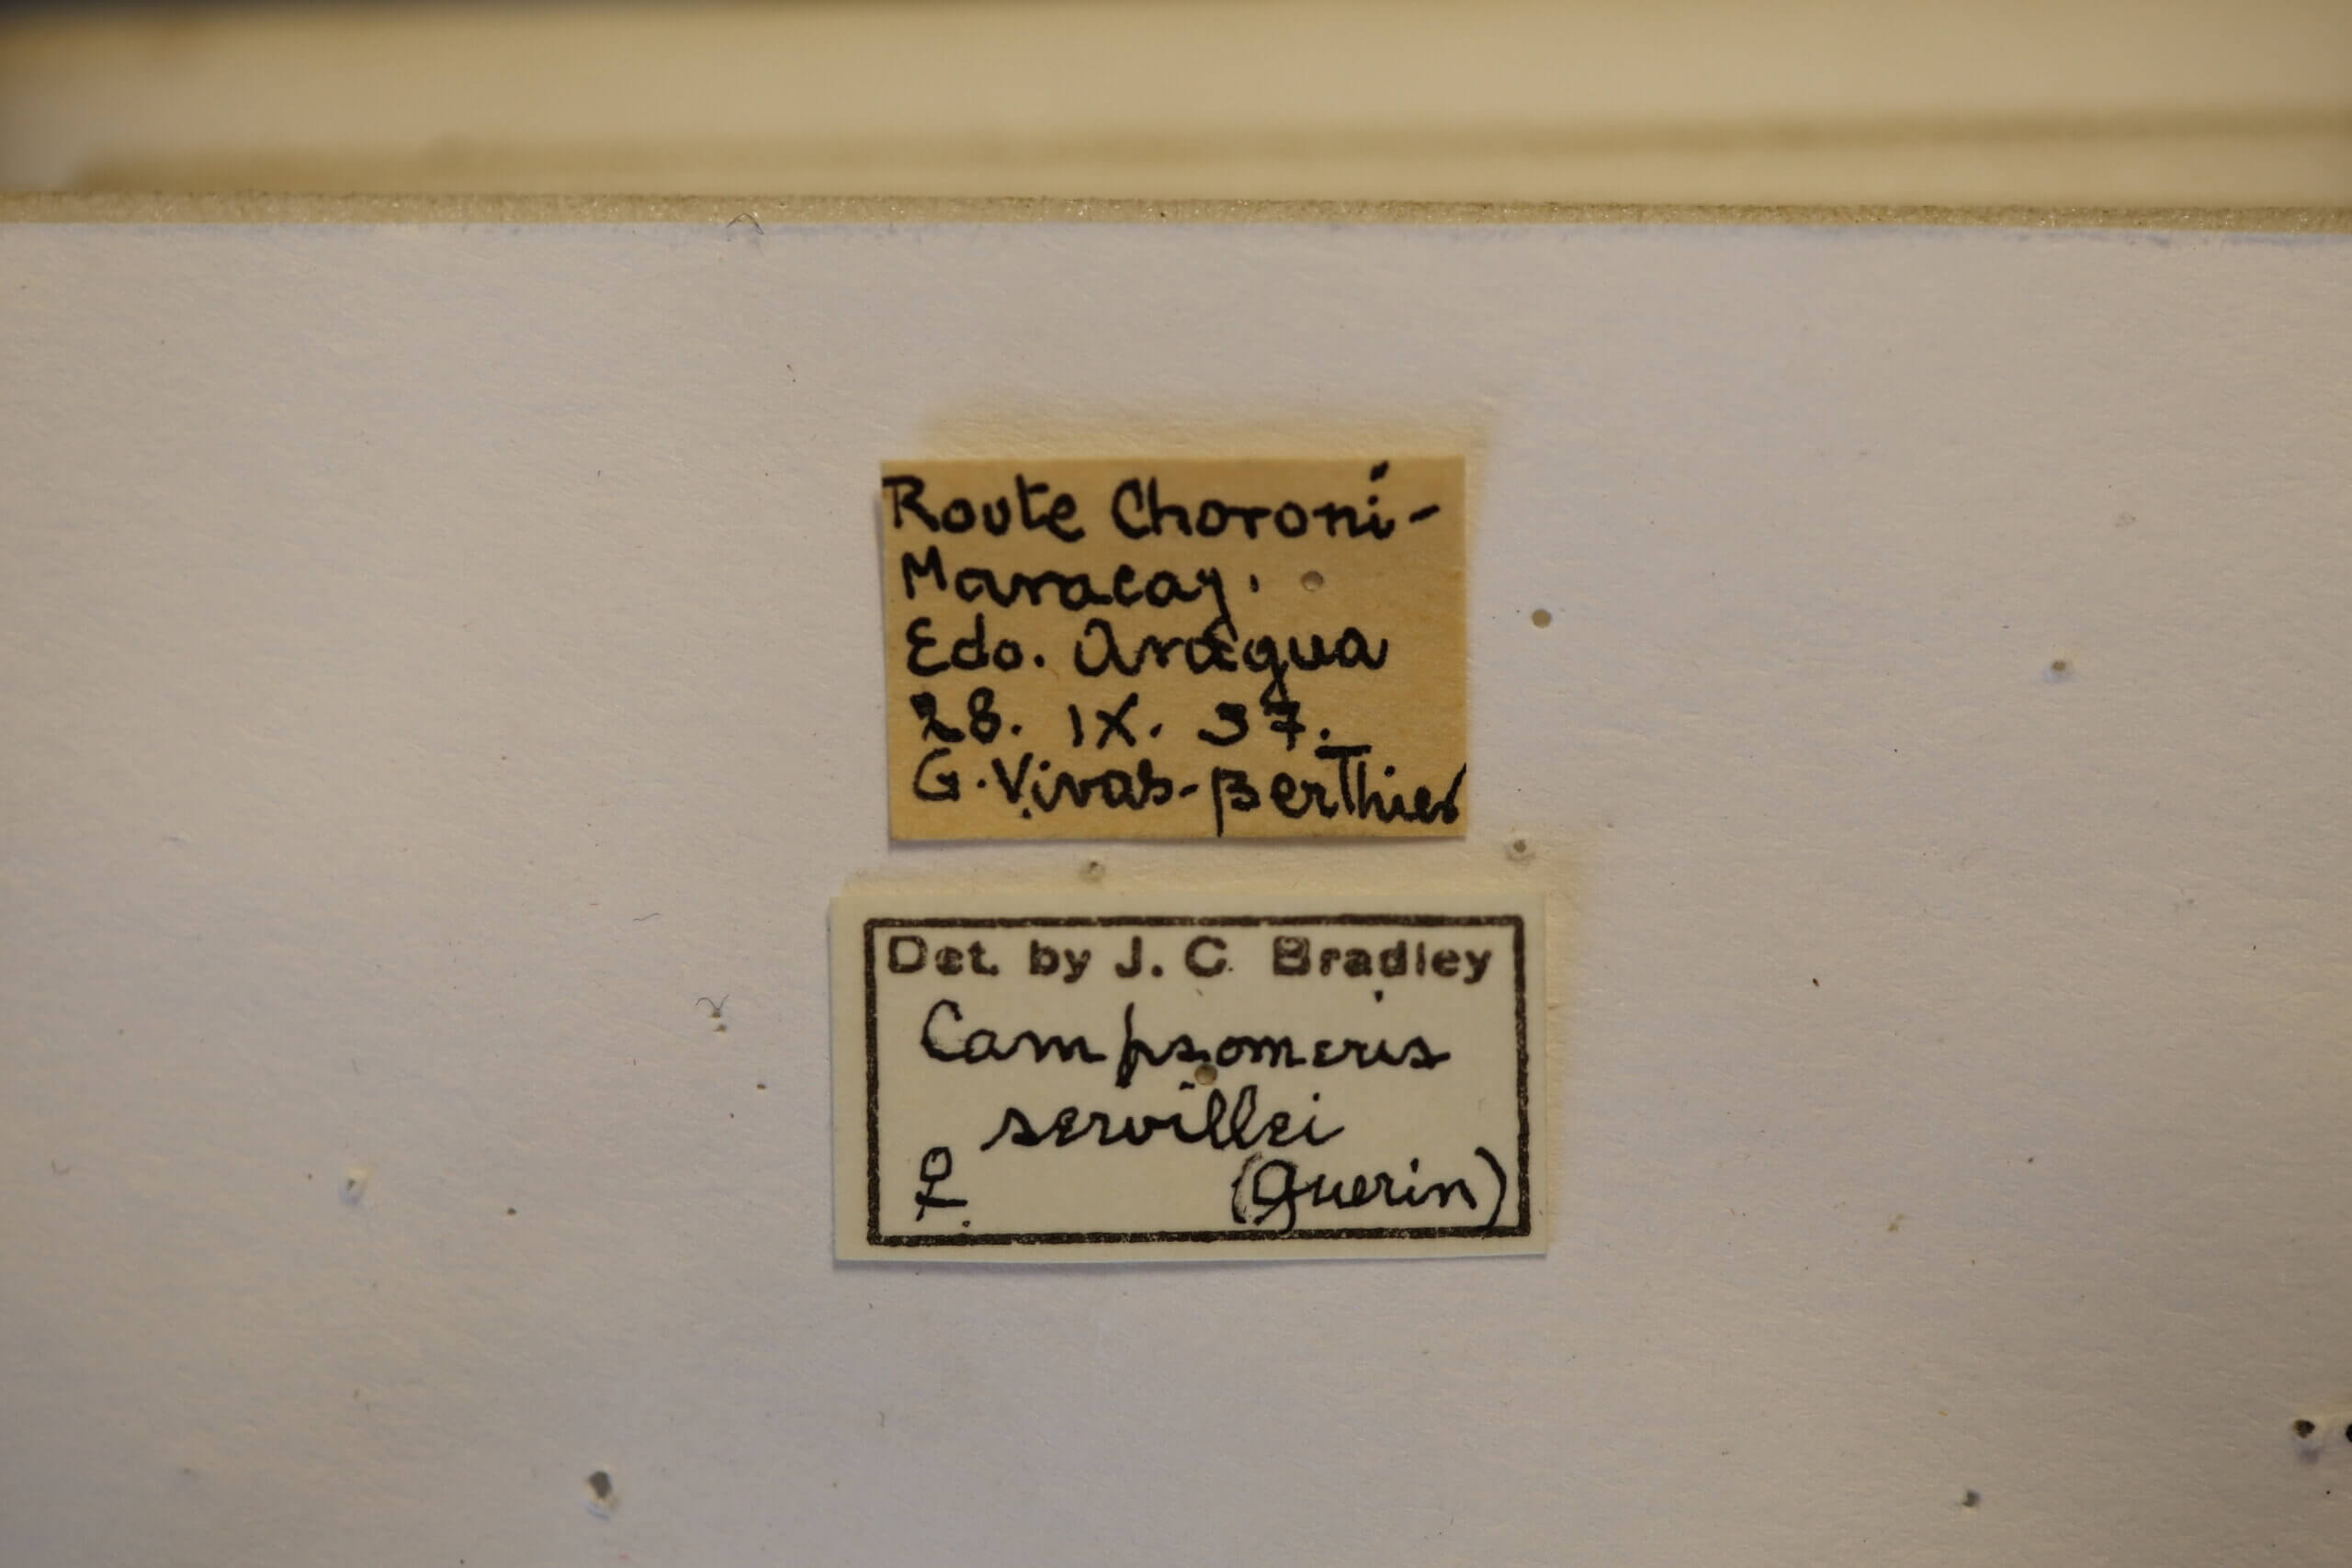 Route Choroní-
Maracay.
Edo. Aragua
28. IX. 37.
G. Vivas-Berthier
Det. by J. C. Bradley
Campsomeris
servillei
♀. (Guerin)